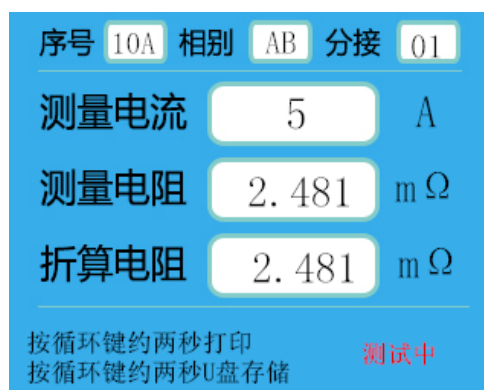 序号 10A 相别 AB 分接 01
测量电流 5 A
测量电阻 2.481 mΩ
折算电阻 2.481 mΩ
按循环键约两秒打印
按循环键约两秒U盘存储 测试中